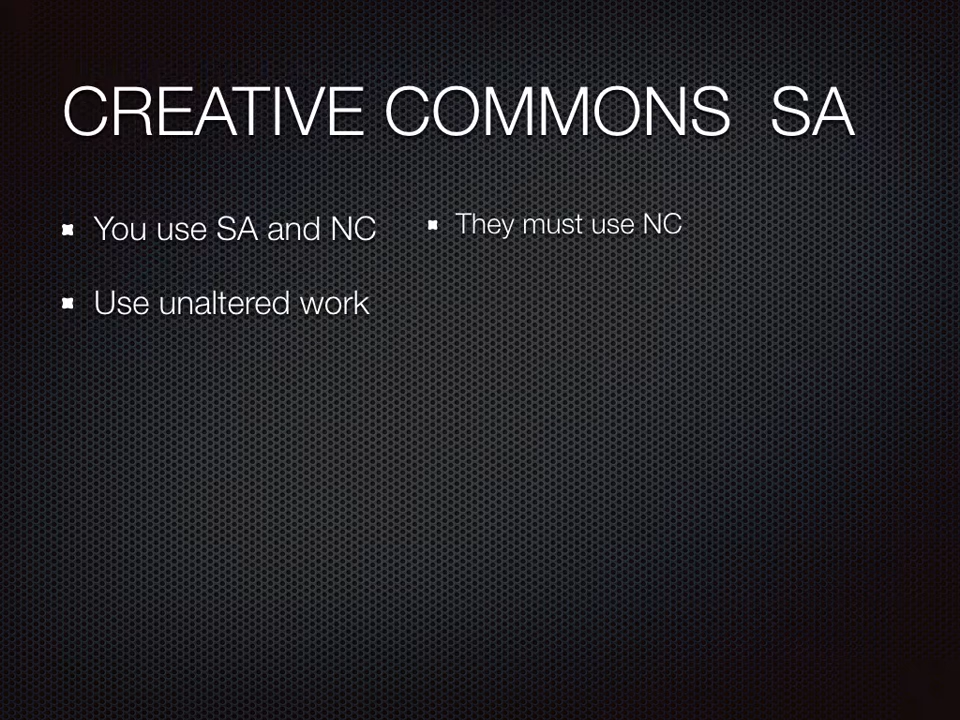 CREATIVE COMMONS  SA
You use SA and NC
Use unaltered work
They must use NC